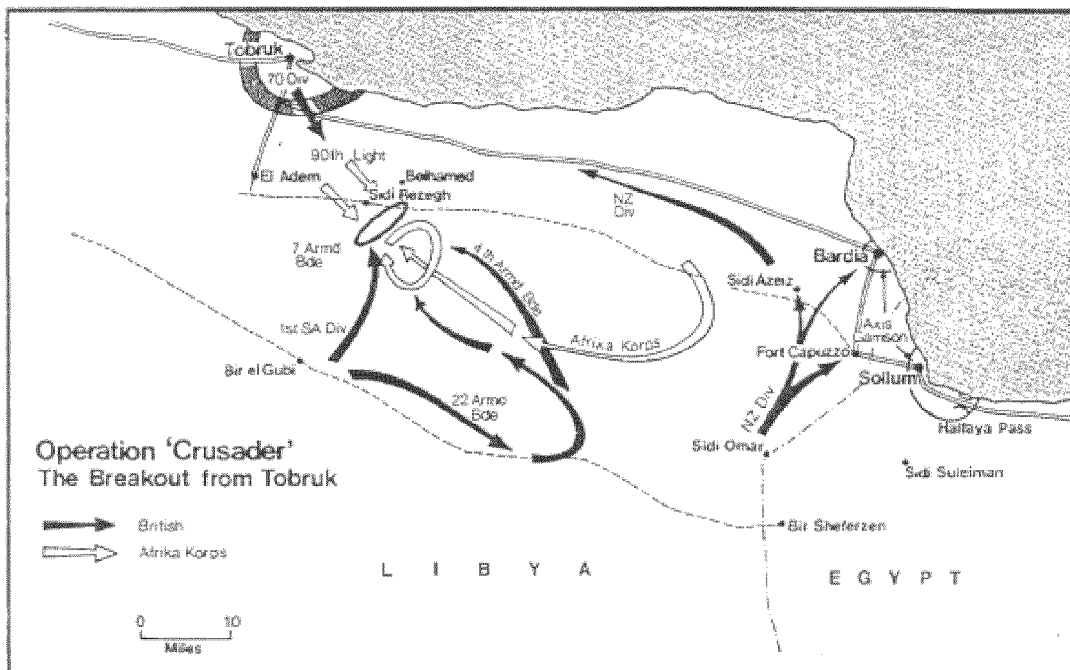 Tobruk
70 Div
90th Light
El Adem
Belhamed
Sidi Rezegh
NZ
Div
7 Armd
Bde
4th Armd Bde
Bardia
Sidi Azeiz
1st SA Div
Afrika Korps
Axis
Garrison
Fort Capuzzo
Bir el Gubi
Sollum
22 Armd
Bde
NZ Div
Halfaya Pass
Sidi Omar
Sidi Suleiman
Operation 'Crusader'
The Breakout from Tobruk
British
Bir Sheferzen
Afrika Korps
LIBYA
EGYPT
0 10
Miles